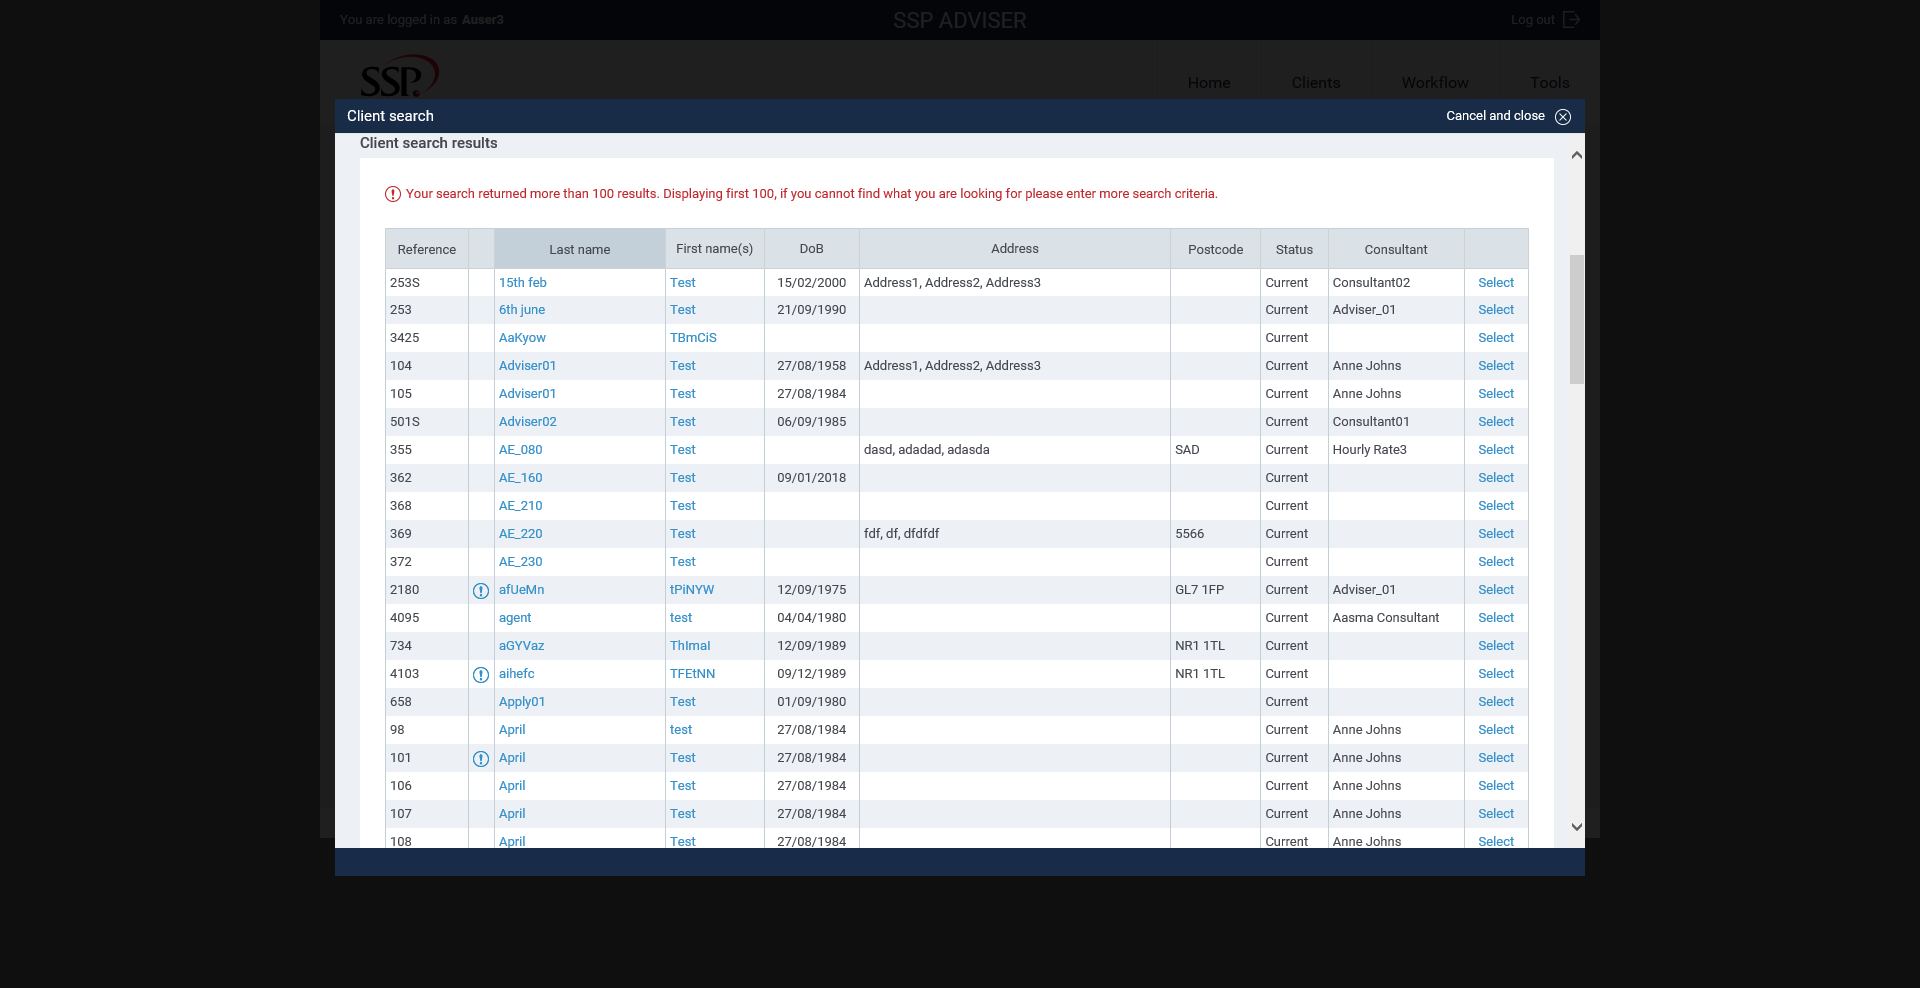 You are logged in as Auser3 SSP ADVISER Log out
SSP. Home Clients Workflow Tools
Client search Cancel and close
Client search results
Your search returned more than 100 results. Displaying first 100, if you cannot find what you are looking for please enter more search criteria.
Reference Last name First name(s) DoB Address Postcode Status Consultant
253S 15th feb Test 15/02/2000 Address1, Address2, Address3 Current Consultant02 Select
253 6th june Test 21/09/1990 Current Adviser_01 Select
3425 AaKyow TBmCiS Current Select
104 Adviser01 Test 27/08/1958 Address1, Address2, Address3 Current Anne Johns Select
105 Adviser01 Test 27/08/1984 Current Anne Johns Select
501S Adviser02 Test 06/09/1985 Current Consultant01 Select
355 AE_080 Test dasd, adadad, adasda SAD Current Hourly Rate3 Select
362 AE_160 Test 09/01/2018 Current Select
368 AE_210 Test Current Select
369 AE_220 Test fdf, df, dfdfdf 5566 Current Select
372 AE_230 Test Current Select
2180 afUeMn tPiNYW 12/09/1975 GL7 1FP Current Adviser_01 Select
4095 agent test 04/04/1980 Current Aasma Consultant Select
734 aGYVaz ThImaI 12/09/1989 NR1 1TL Current Select
4103 aihefc TFEtNN 09/12/1989 NR1 1TL Current Select
658 Apply01 Test 01/09/1980 Current Select
98 April test 27/08/1984 Current Anne Johns Select
101 April Test 27/08/1984 Current Anne Johns Select
106 April Test 27/08/1984 Current Anne Johns Select
107 April Test 27/08/1984 Current Anne Johns Select
108 April Test 27/08/1984 Current Anne Johns Select